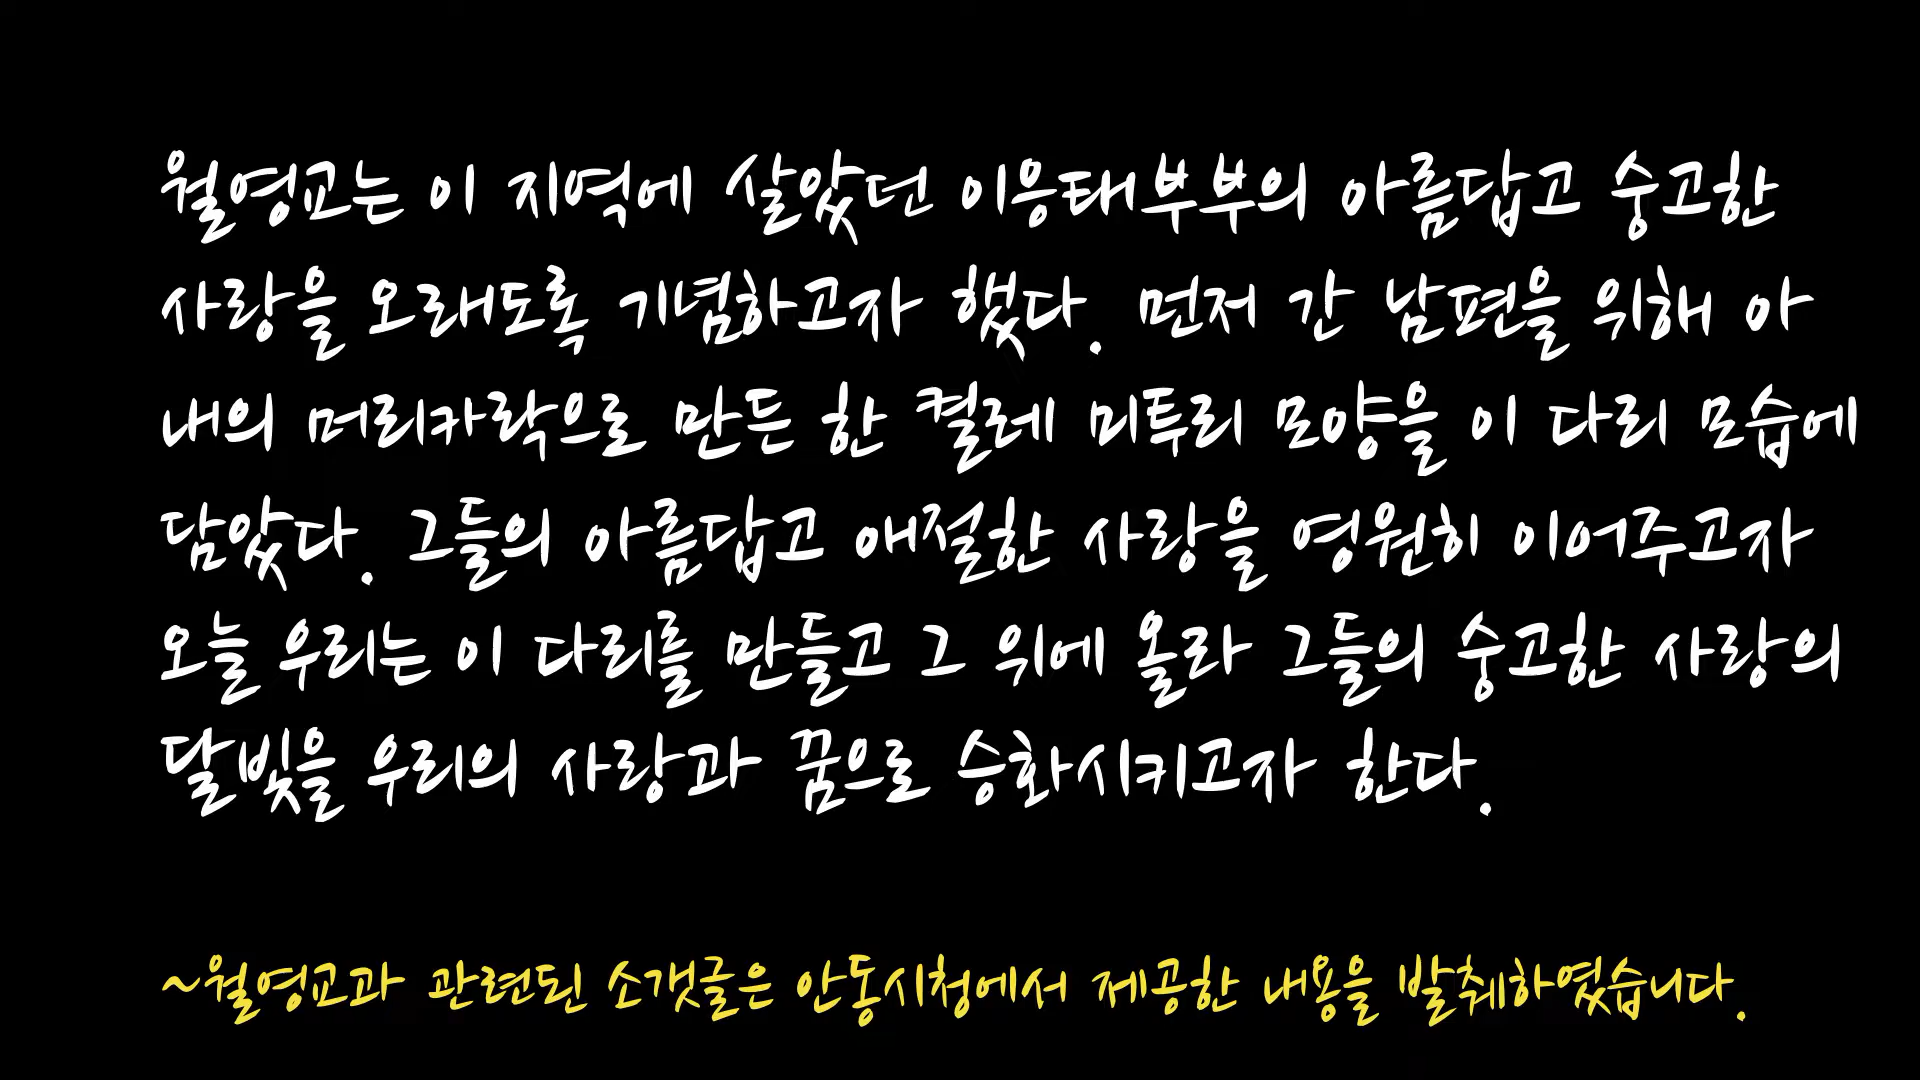 월영교는 이 지역에 살았던 이응태부부의 아름답고 숭고한
사랑을 오래도록 기념하고자 했다. 먼저 간 남편을 위해 아
내의 머리카락으로 만든 한 켤레 미투리 모양을 이 다리 모습에
담았다. 그들의 아름답고 애절한 사랑을 영원히 이어주고자
오늘 우리는 이 다리를 만들고 그 위에 올라 그들의 숭고한 사랑의
달빛을 우리의 사랑과 꿈으로 승화시키고자 한다.
~월영교과 관련된 소갯글은 안동시청에서 제공한 내용을 발췌하였습니다.